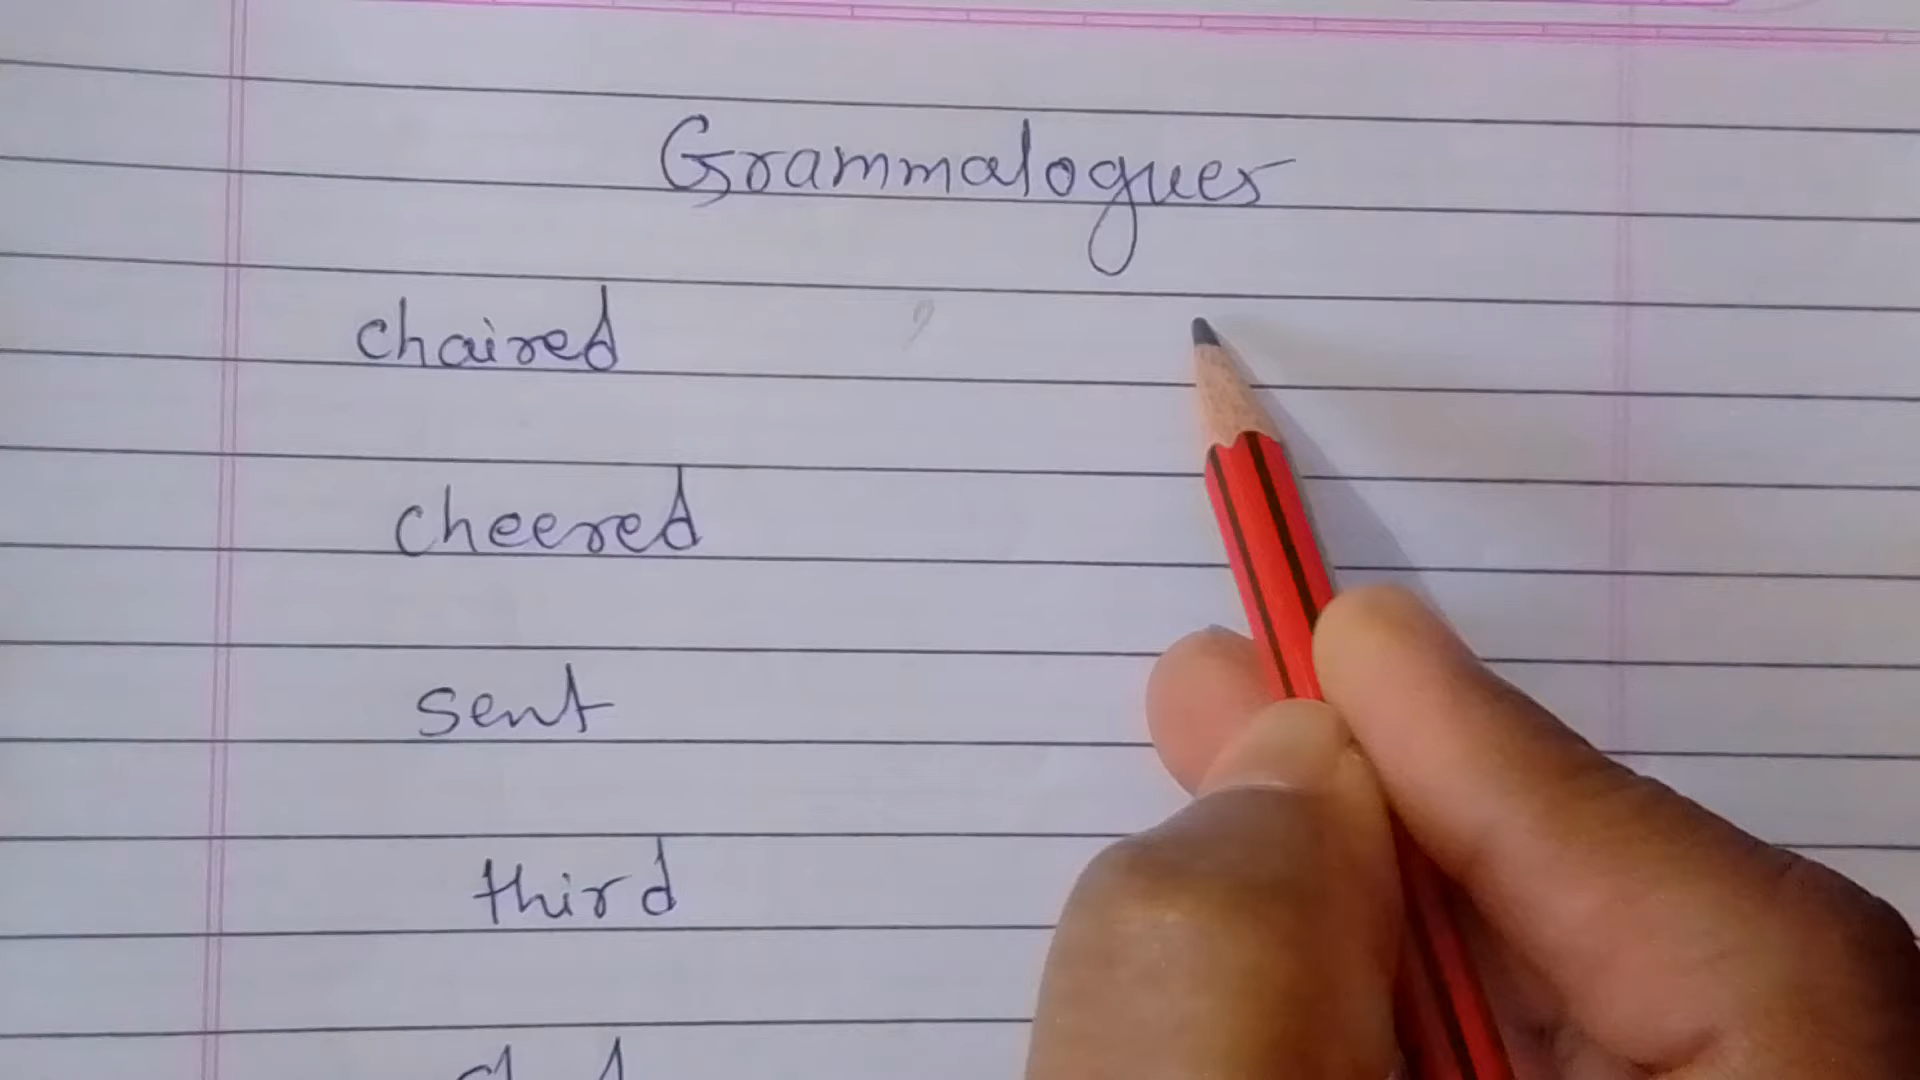 Grammalogues
chaired
cheered
sent
third